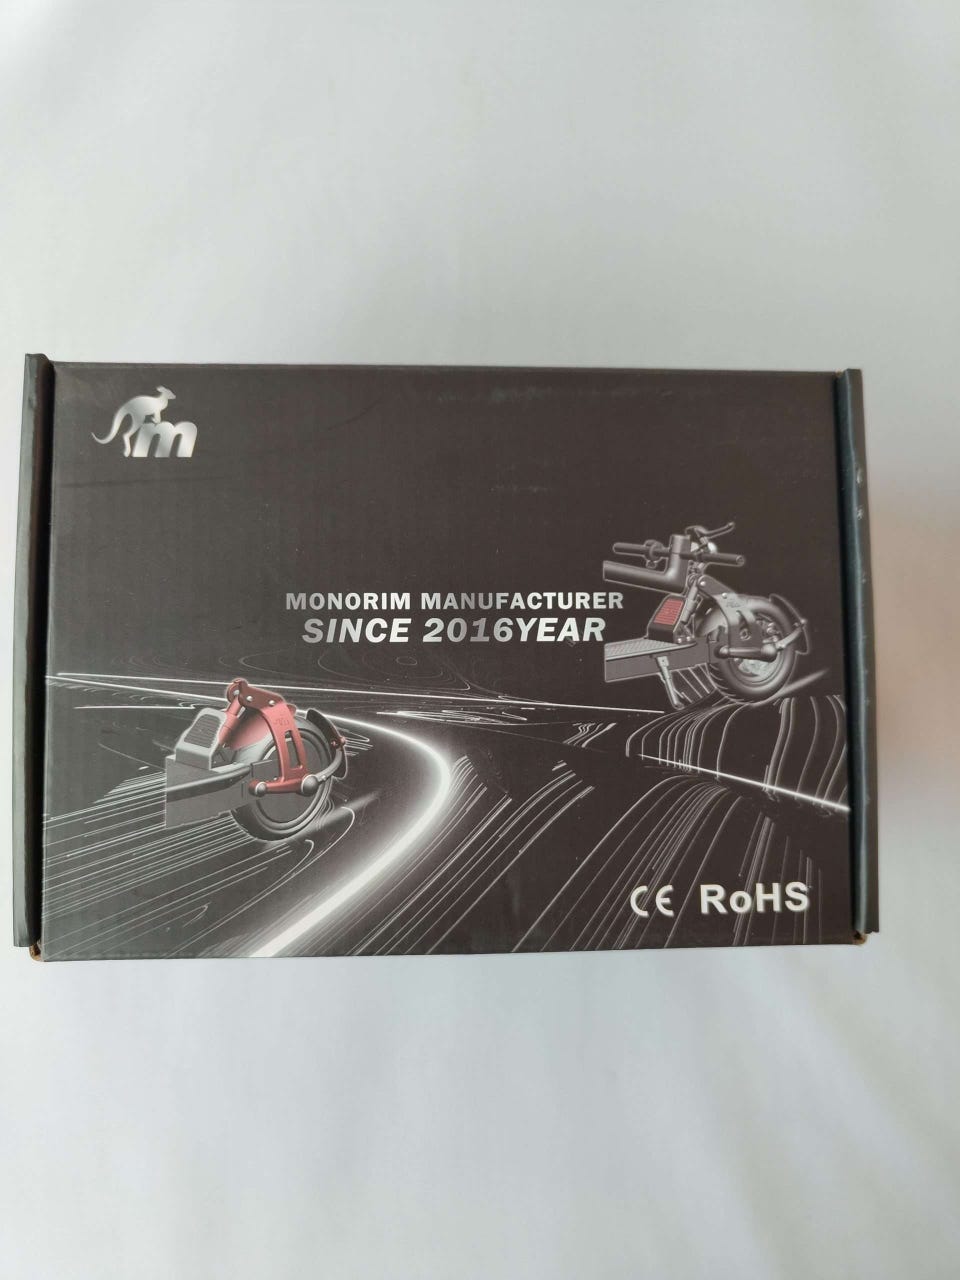 m
MONORIM MANUFACTURER
SINCE 2016YEAR
CE RoHS